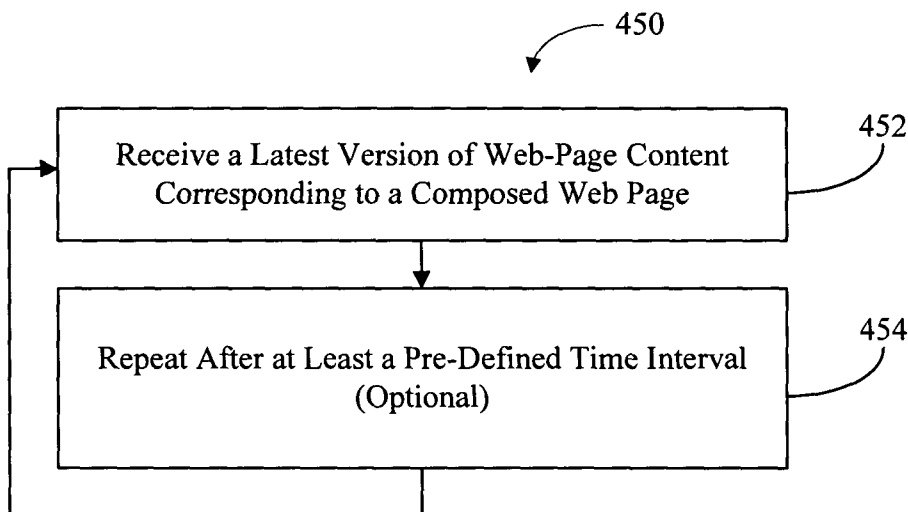 450
Receive a Latest Version of Web-Page Content
Corresponding to a Composed Web Page
452
Repeat After at Least a Pre-Defined Time Interval
(Optional)
454